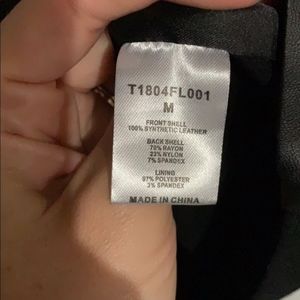 T1804FL001
M
FRONT SHELL
100% SYNTHETIC LEATHER
BACK SHELL
70% RAYON
23% NYLON
7% SPANDEX
LINING
97% POLYESTER
3% SPANDEX
MADE IN CHINA